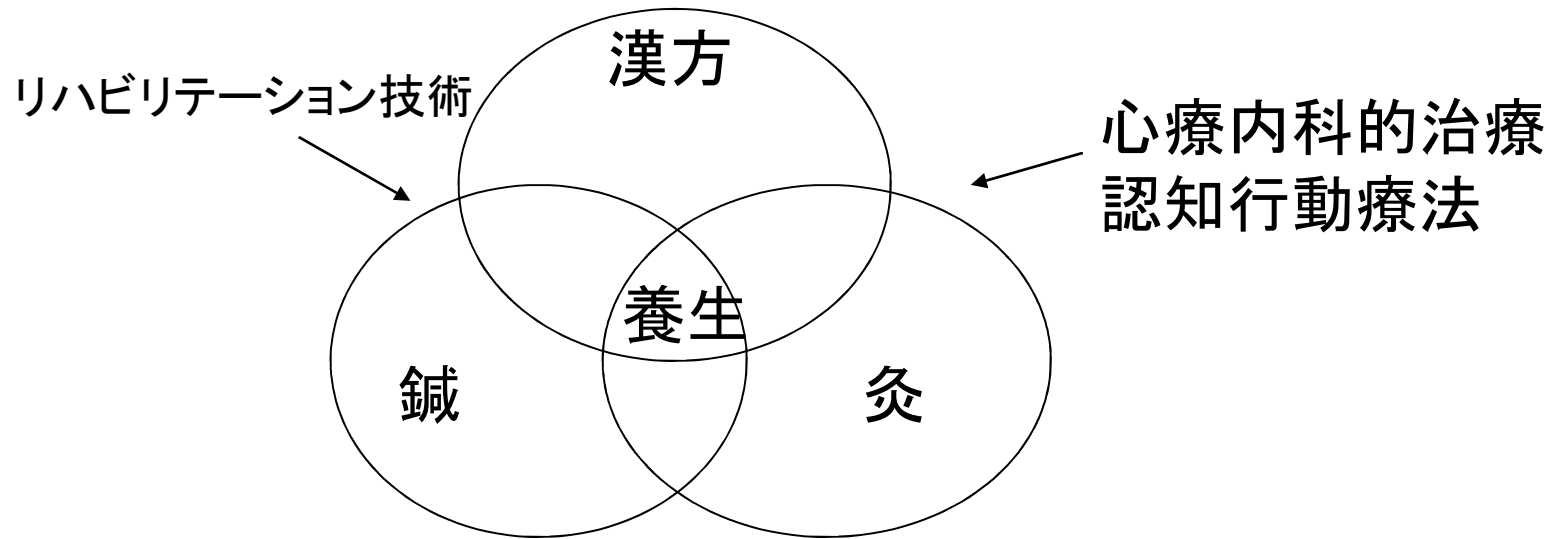 漢方
リハビリテーション技術
心療内科的治療
認知行動療法
養生
鍼
灸